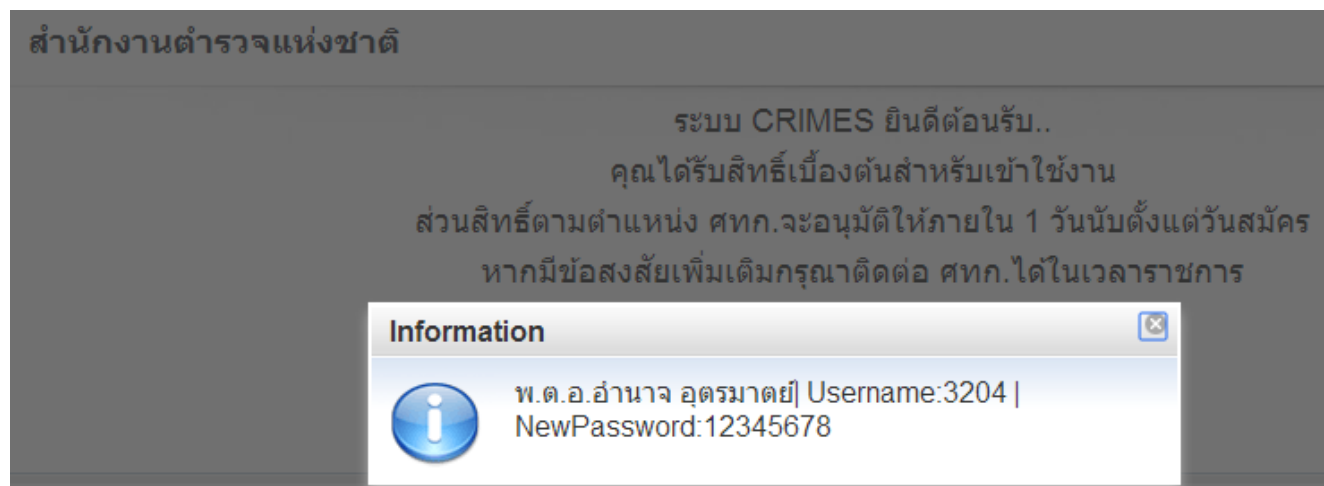 สำนักงานตำรวจแห่งชาติ
ระบบ CRIMES ยินดีต้อนรับ..
คุณได้รับสิทธิ์เบื้องต้นสำหรับเข้าใช้งาน
ส่วนสิทธิ์ตามตำแหน่ง ศทก.จะอนุมัติให้ภายใน 1 วันนับตั้งแต่วันสมัคร
หากมีข้อสงสัยเพิ่มเติมกรุณาติดต่อ ศทก.ได้ในเวลาราชการ
Information
พ.ต.อ.อำนาจ อุตรมาตย์| Username:3204 |
NewPassword:12345678